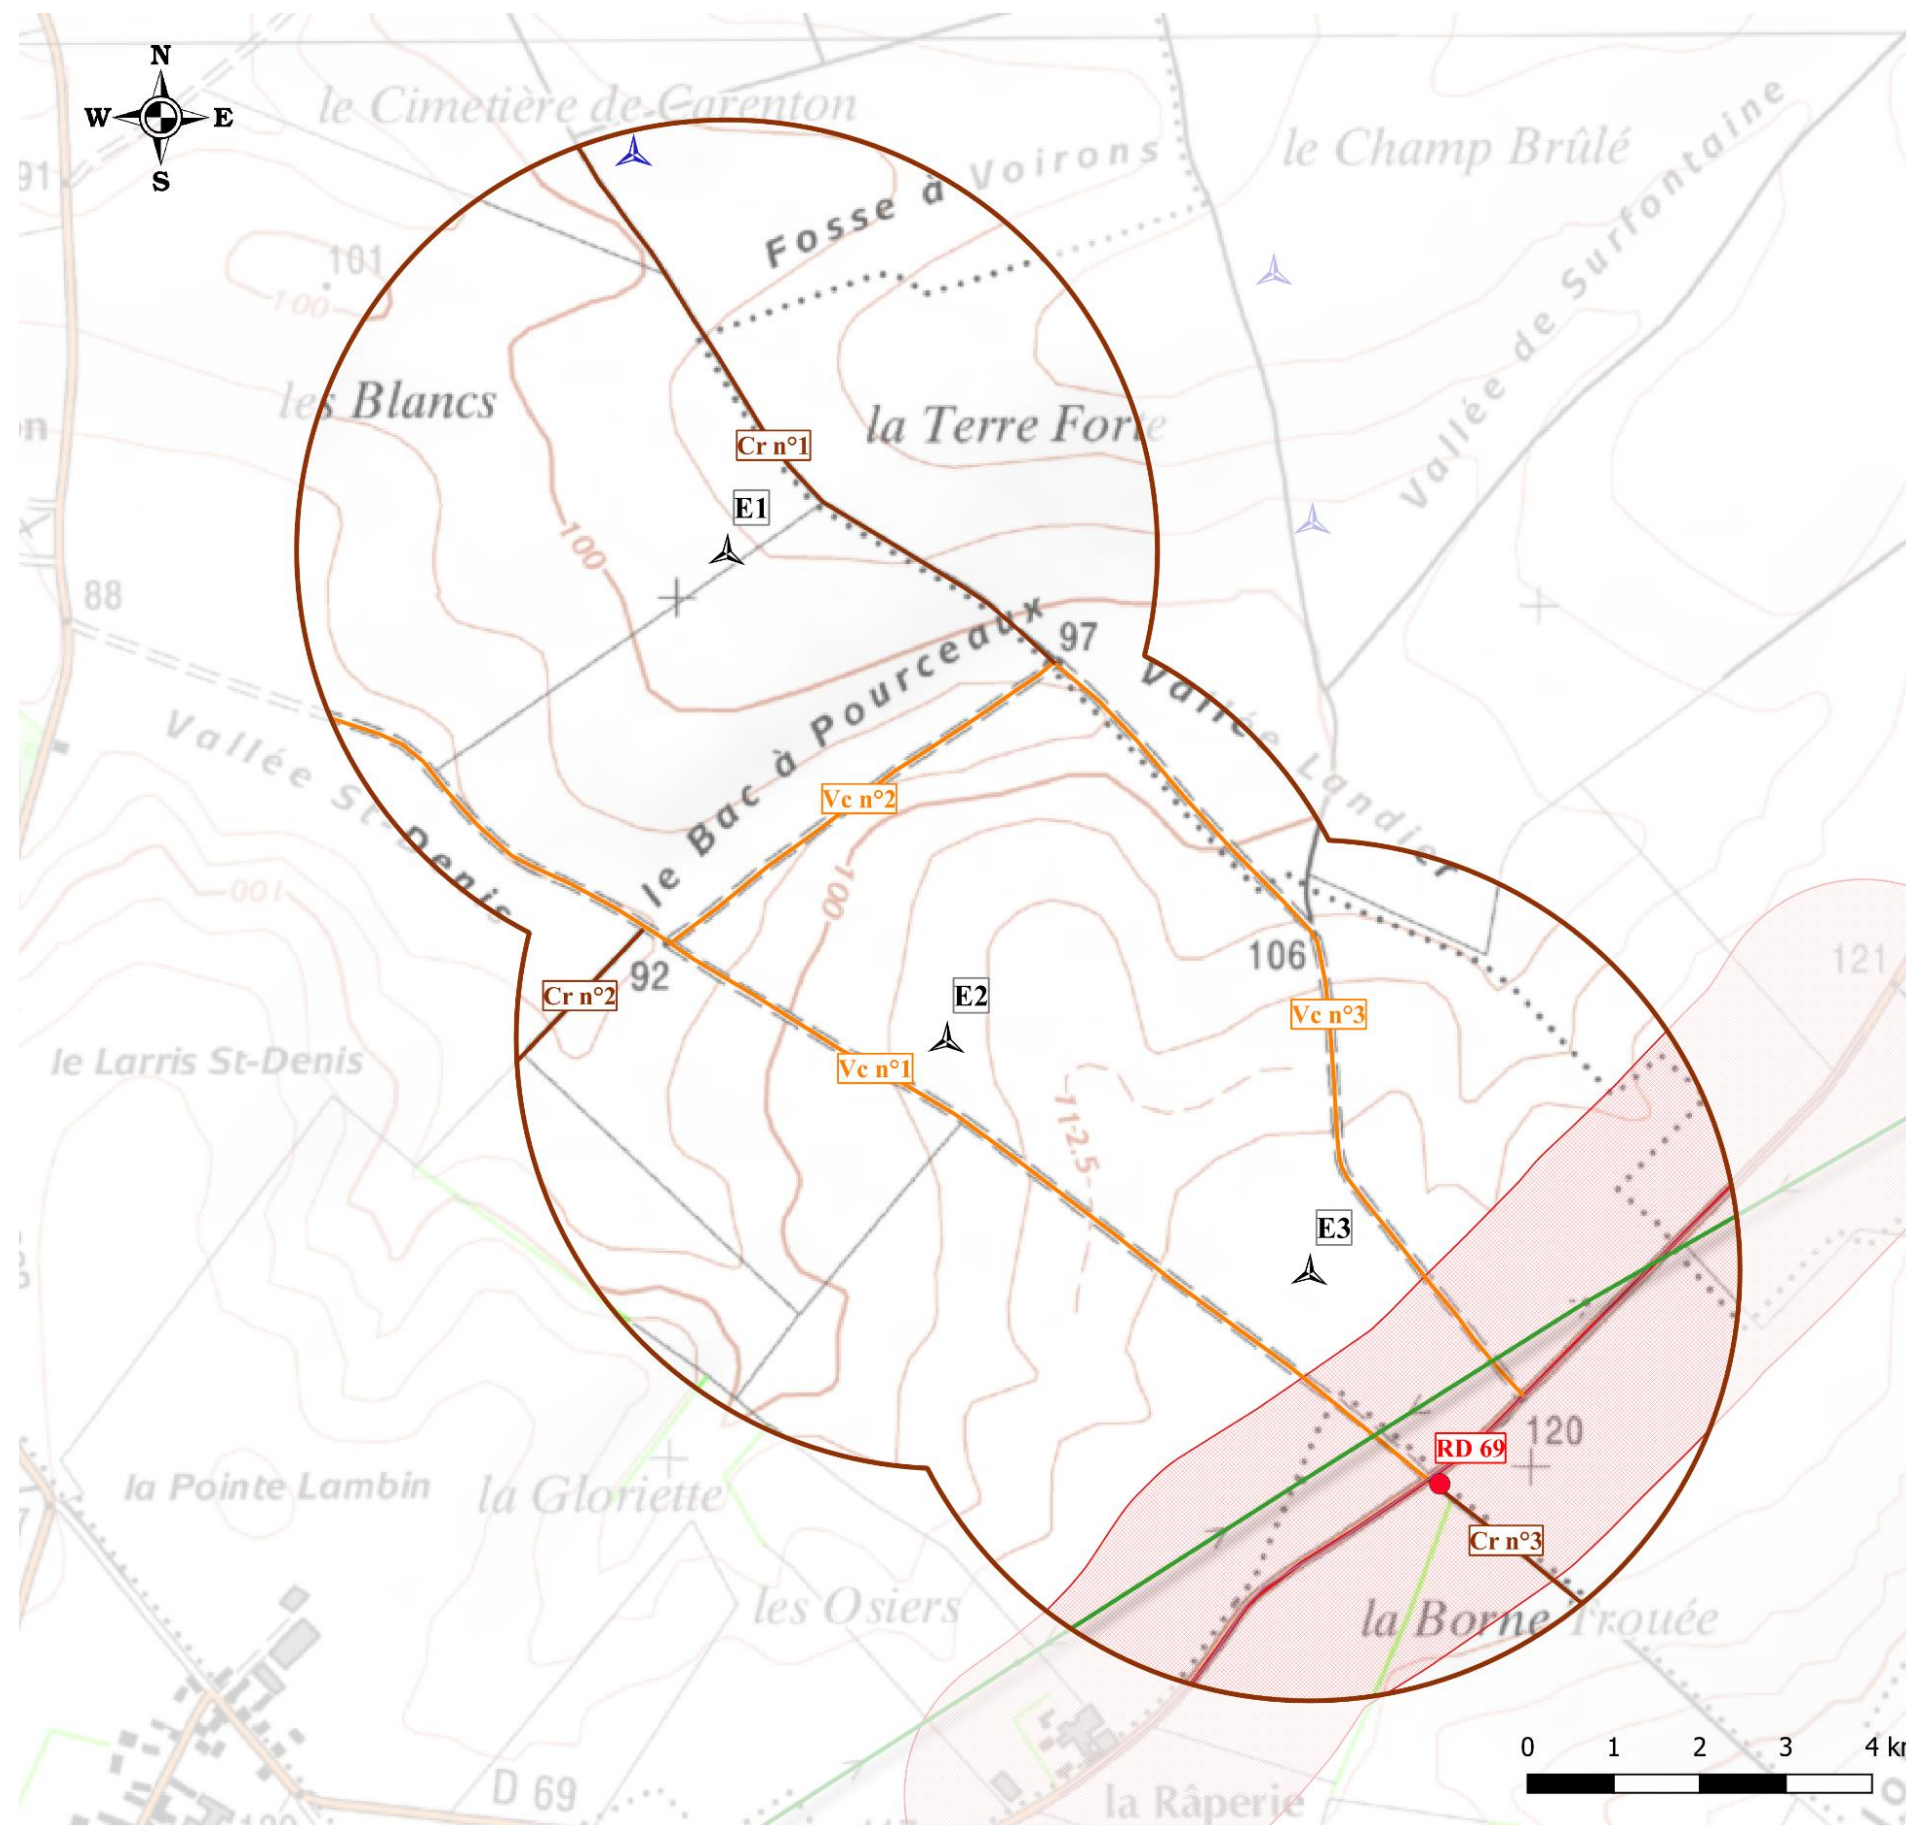 N
W E
S
le Cimetière de Carenton
le Champ Brûlé
91
Fosse à Voirons
Vallée de Surfontaine
101
100
les Blancs
la Terre Forte
Cr n°1
E1
100
88
97
le Bac à Pourceaux
Vallée Landier
Vallée St-Denis
Vc n°2
100
100
106
121
92
Cr n°2
E2
Vc n°3
le Larris St-Denis
Vc n°1
112.5
E3
120
RD 69
la Pointe Lambin
la Gloriette
Cr n°3
les Osiers
la Borne Trouée
D 69
la Râperie
0 1 2 3 4 km